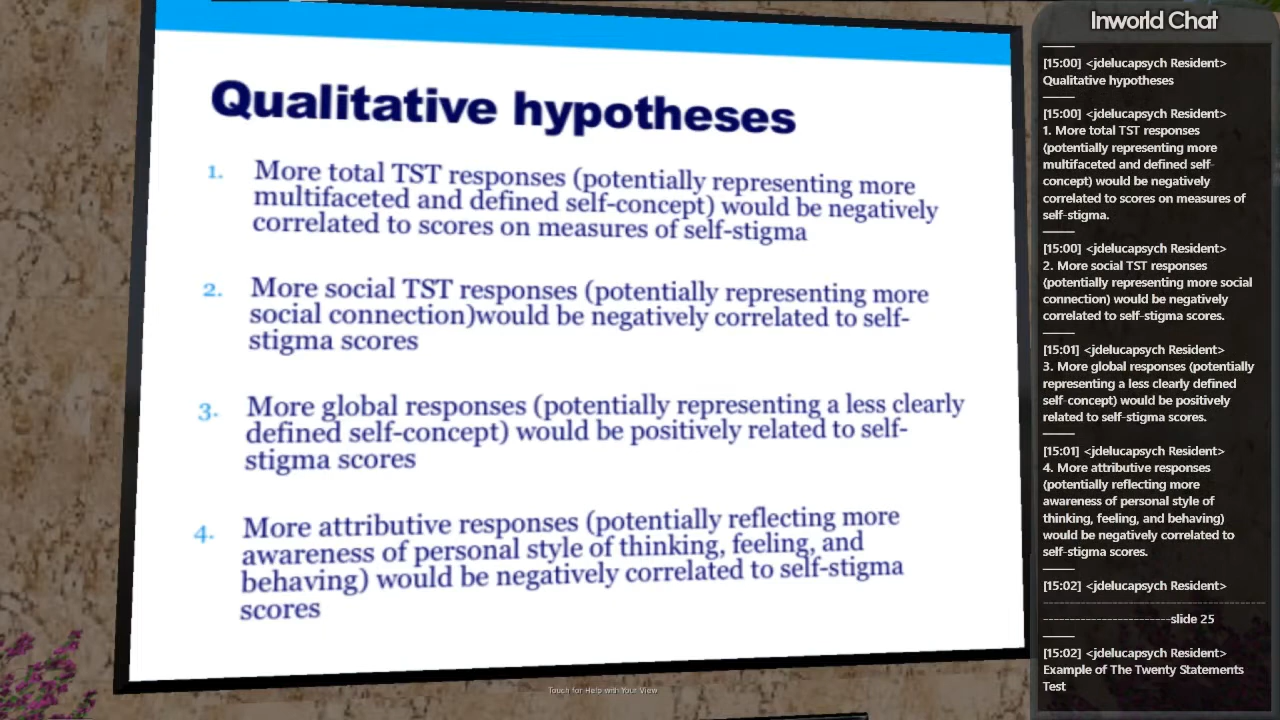 Qualitative hypotheses
1. More total TST responses (potentially representing more
multifaceted and defined self-concept) would be negatively
correlated to scores on measures of self-stigma
2. More social TST responses (potentially representing more
social connection)would be negatively correlated to self-
stigma scores
3. More global responses (potentially representing a less clearly
defined self-concept) would be positively related to self-
stigma scores
4. More attributive responses (potentially reflecting more
awareness of personal style of thinking, feeling, and
behaving) would be negatively correlated to self-stigma
scores
Touch for Help with Your View
Inworld Chat
[15:00] <jdelucapsych Resident>
Qualitative hypotheses
[15:00] <jdelucapsych Resident>
1. More total TST responses
(potentially representing more
multifaceted and defined self-
concept) would be negatively
correlated to scores on measures of
self-stigma.
[15:00] <jdelucapsych Resident>
2. More social TST responses
(potentially representing more social
connection) would be negatively
correlated to self-stigma scores.
[15:01] <jdelucapsych Resident>
3. More global responses (potentially
representing a less clearly defined
self-concept) would be positively
related to self-stigma scores.
[15:01] <jdelucapsych Resident>
4. More attributive responses
(potentially reflecting more
awareness of personal style of
thinking, feeling, and behaving)
would be negatively correlated to
self-stigma scores.
[15:02] <jdelucapsych Resident>
------------------------------------------
------------------------slide 25
[15:02] <jdelucapsych Resident>
Example of The Twenty Statements
Test